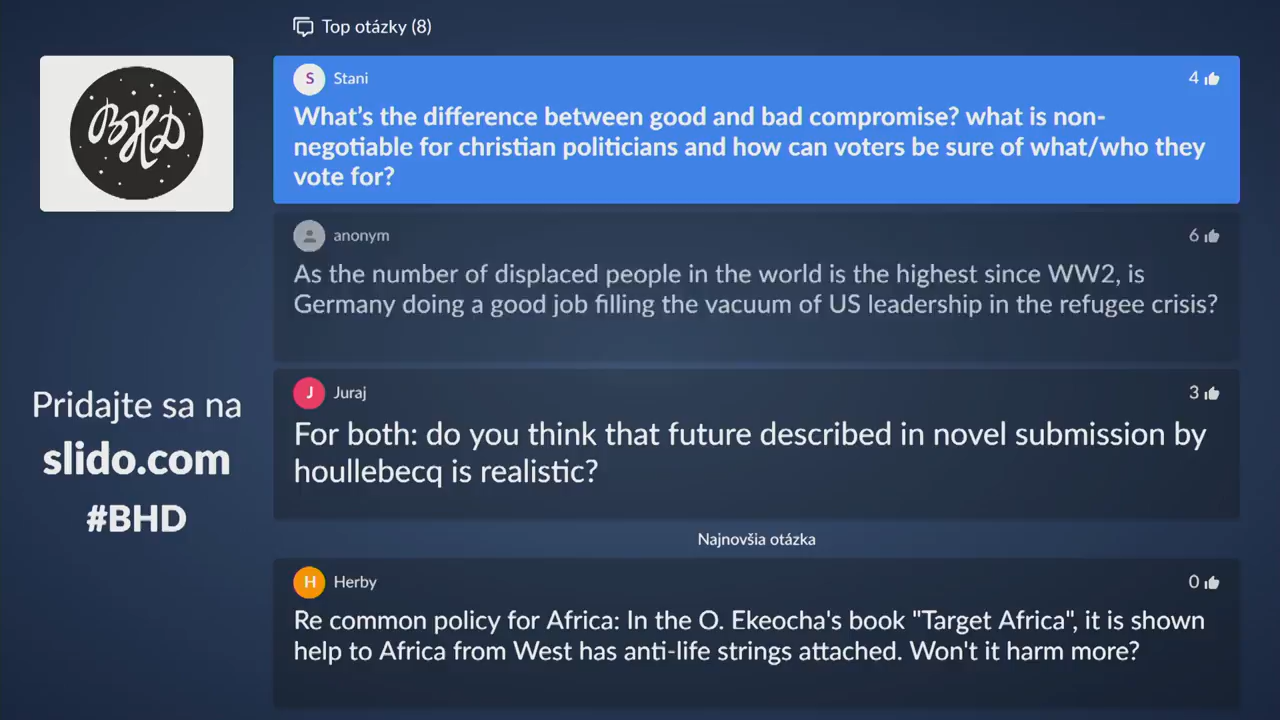 Top otázky (8)
BHD
S Stani 4
What's the difference between good and bad compromise? what is non-
negotiable for christian politicians and how can voters be sure of what/who they
vote for?
anonym 6
As the number of displaced people in the world is the highest since WW2, is
Germany doing a good job filling the vacuum of US leadership in the refugee crisis?
Pridajte sa na
slido.com
#BHD
J Juraj 3
For both: do you think that future described in novel submission by
houllebecq is realistic?
Najnovšia otázka
H Herby 0
Re common policy for Africa: In the O. Ekeocha's book "Target Africa", it is shown
help to Africa from West has anti-life strings attached. Won't it harm more?